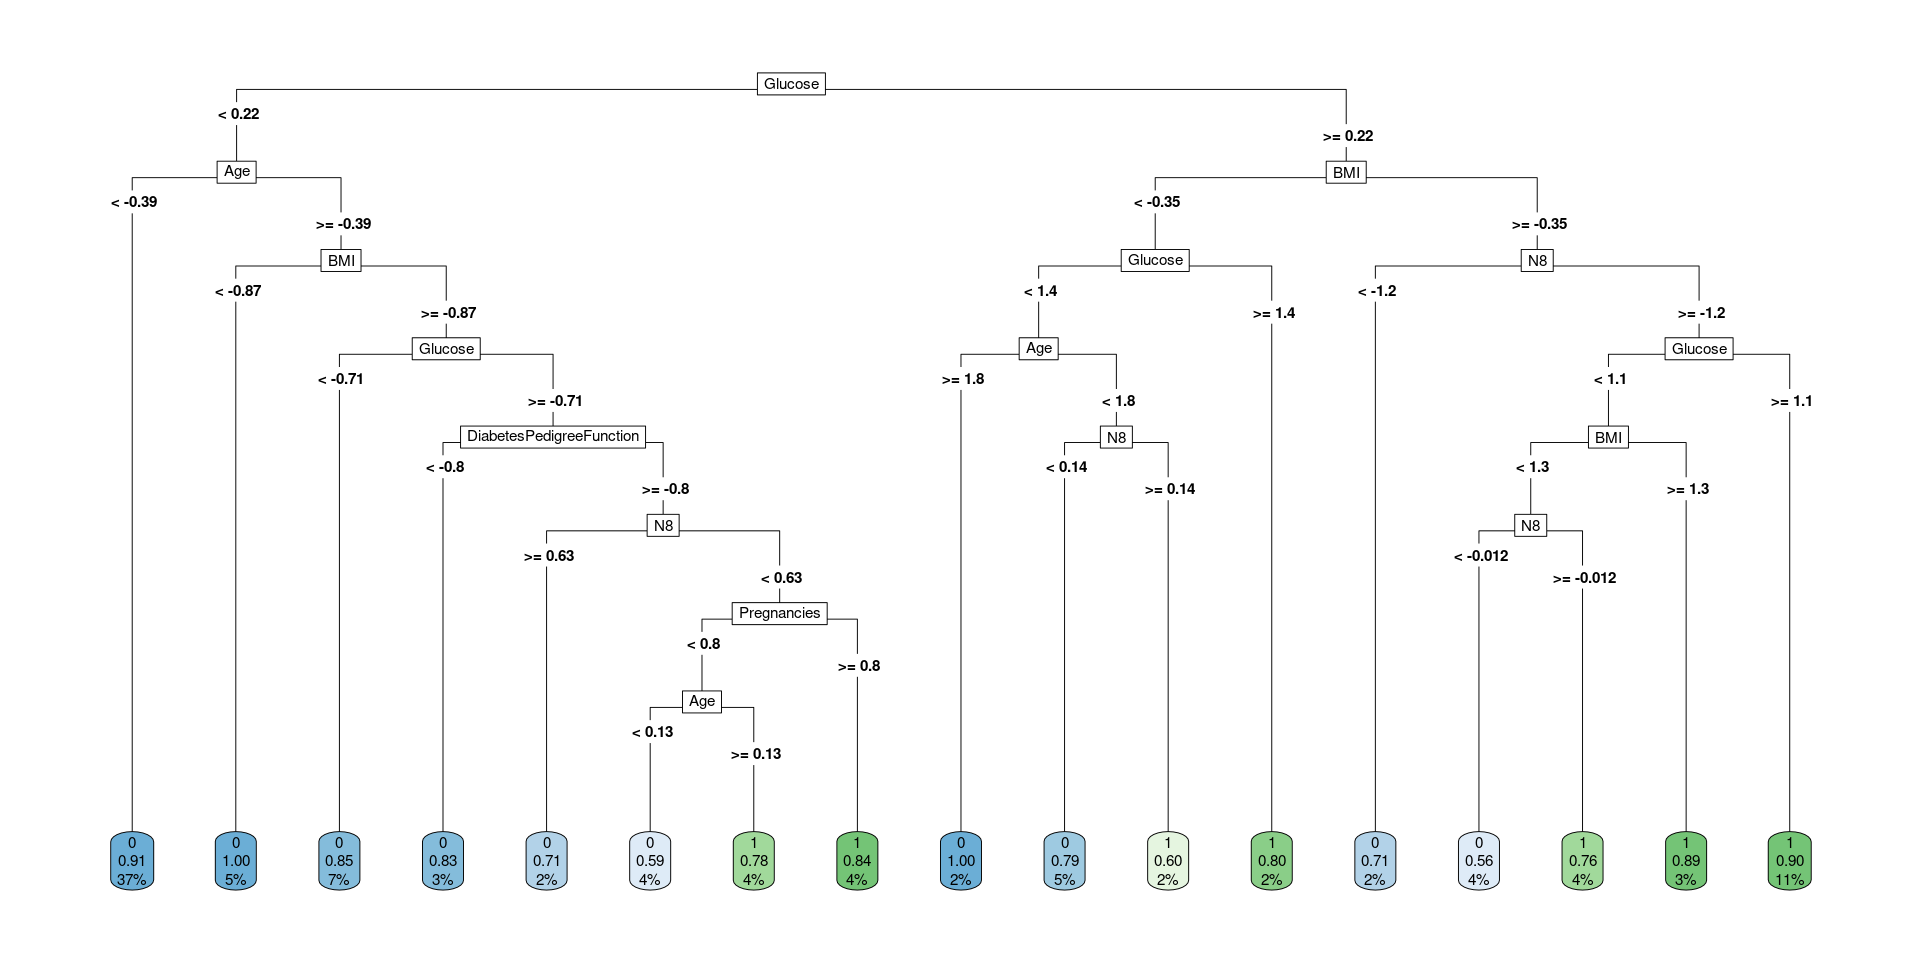 Glucose
< 0.22
>= 0.22
Age
BMI
< -0.39
< -0.35
>= -0.39
>= -0.35
BMI
Glucose
N8
< -0.87
< 1.4
< -1.2
>= -0.87
>= 1.4
>= -1.2
Glucose
Age
Glucose
< -0.71
>= 1.8
< 1.1
>= -0.71
< 1.8
>= 1.1
DiabetesPedigreeFunction
N8
BMI
< -0.8
< 0.14
< 1.3
>= -0.8
>= 0.14
>= 1.3
N8
N8
>= 0.63
< -0.012
< 0.63
>= -0.012
Pregnancies
< 0.8
>= 0.8
Age
< 0.13
>= 0.13
0 0 0 0 0 0 1 1 0 0 1 1 0 0 1 1 1
0.91 1.00 0.85 0.83 0.71 0.59 0.78 0.84 1.00 0.79 0.60 0.80 0.71 0.56 0.76 0.89 0.90
37% 5% 7% 3% 2% 4% 4% 4% 2% 5% 2% 2% 2% 4% 4% 3% 11%